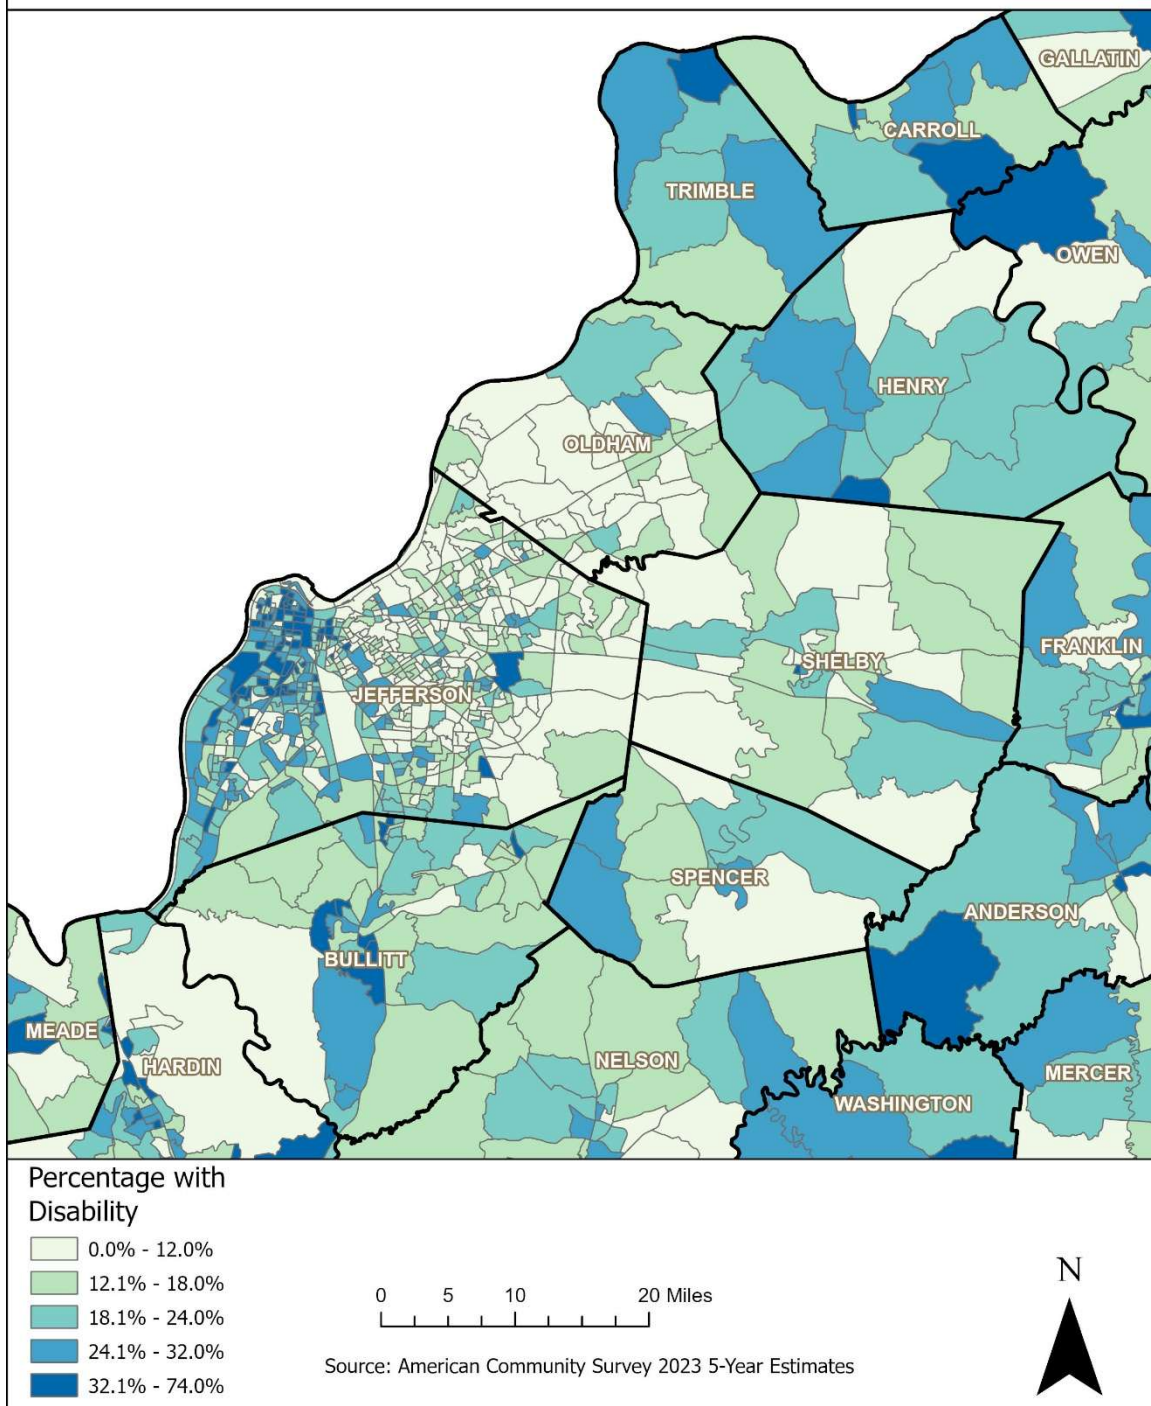 GALLATIN
CARROLL
TRIMBLE
OWEN
HENRY
OLDHAM
FRANKLIN
SHELBY
JEFFERSON
SPENCER
ANDERSON
BULLITT
MEADE
HARDIN
NELSON
MERCER
WASHINGTON
Percentage with
Disability
0.0% - 12.0%
12.1% - 18.0%
18.1% - 24.0%
24.1% - 32.0%
32.1% - 74.0%
0 5 10 20 Miles
Source: American Community Survey 2023 5-Year Estimates
N